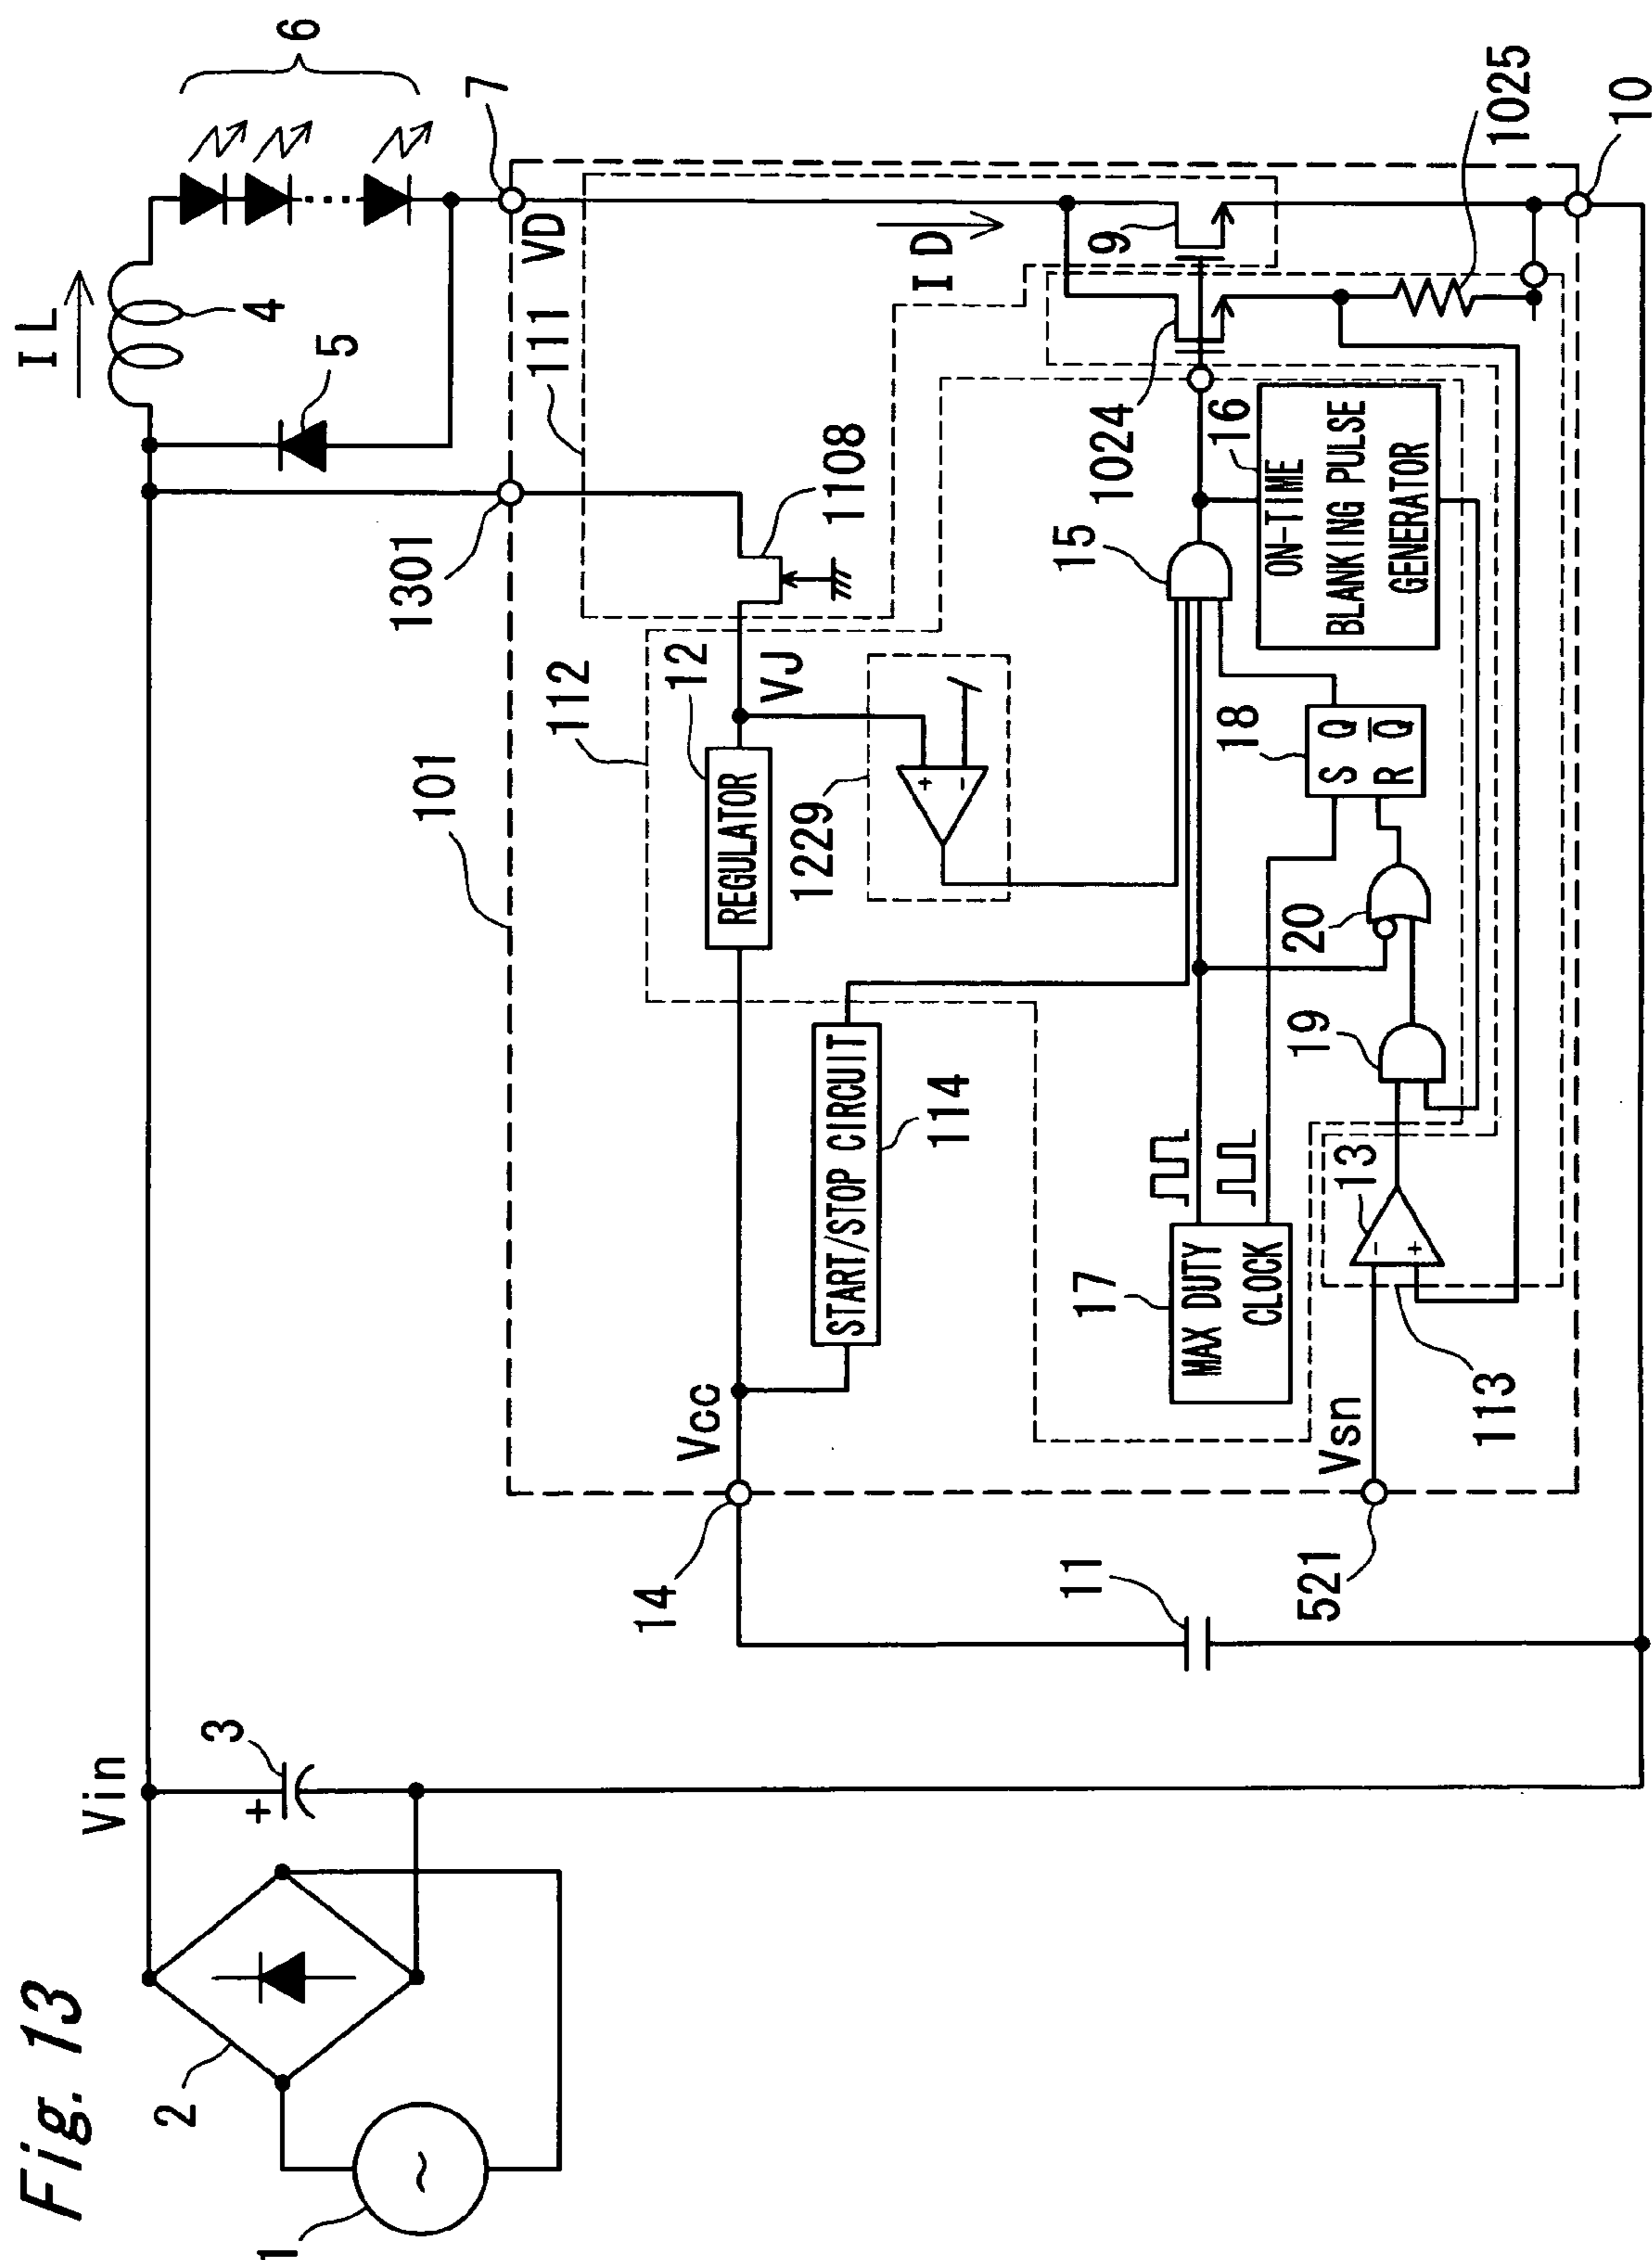 Fig. 13
1
2
Vin
3
+
~
IL
4
5
6
7
VD
ID
9
10
101
1301
111
1108
112
12
REGULATOR
VJ
1229
+
-
Vcc
14
START/STOP CIRCUIT
114
15
1024
1025
16
ON-TIME
BLANKING PULSE
GENERATOR
17
MAX DUTY
CLOCK
18
S Q
R Q̅
19
20
13
-
+
113
Vsn
521
11